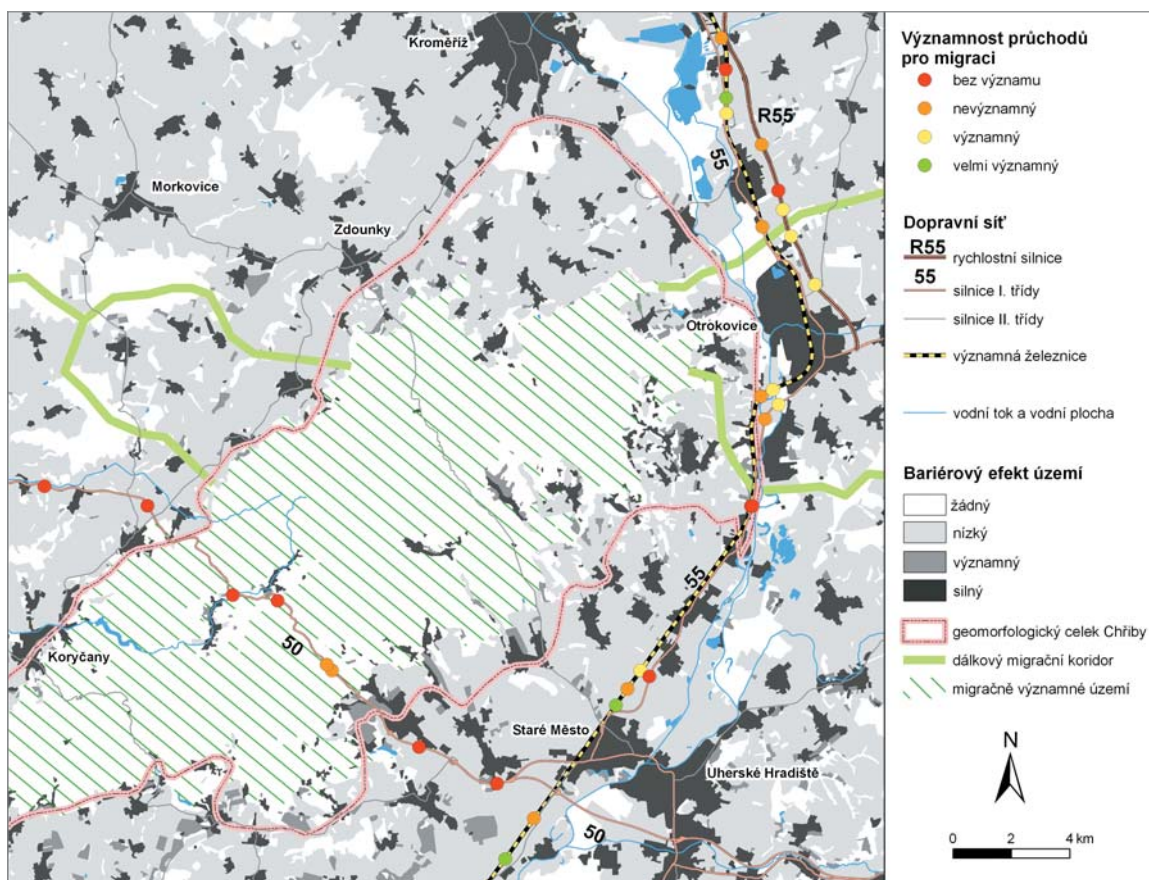 Kroměříž
R55
55
Morkovice
Zdounky
Otrokovice
55
50
Koryčany
Staré Město
Uherské Hradiště
50
Významnost průchodů
pro migraci
bez významu
nevýznamný
významný
velmi významný
Dopravní síť
R55
rychlostní silnice
55
silnice I. třídy
silnice II. třídy
významná železnice
vodní tok a vodní plocha
Bariérový efekt území
žádný
nízký
významný
silný
geomorfologický celek Chřiby
dálkový migrační koridor
migračně významné území
N
0 2 4 km